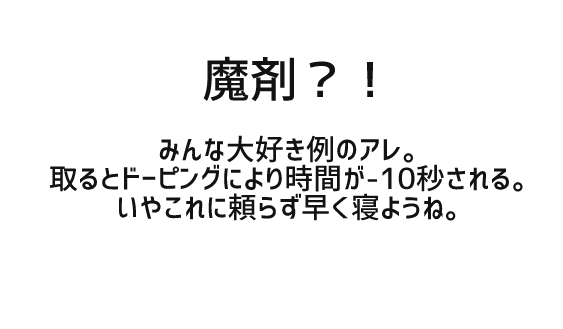 魔剤？！
みんな大好き例のアレ。
取るとドーピングにより時間が-10秒される。
いやこれに頼らず早く寝ようね。